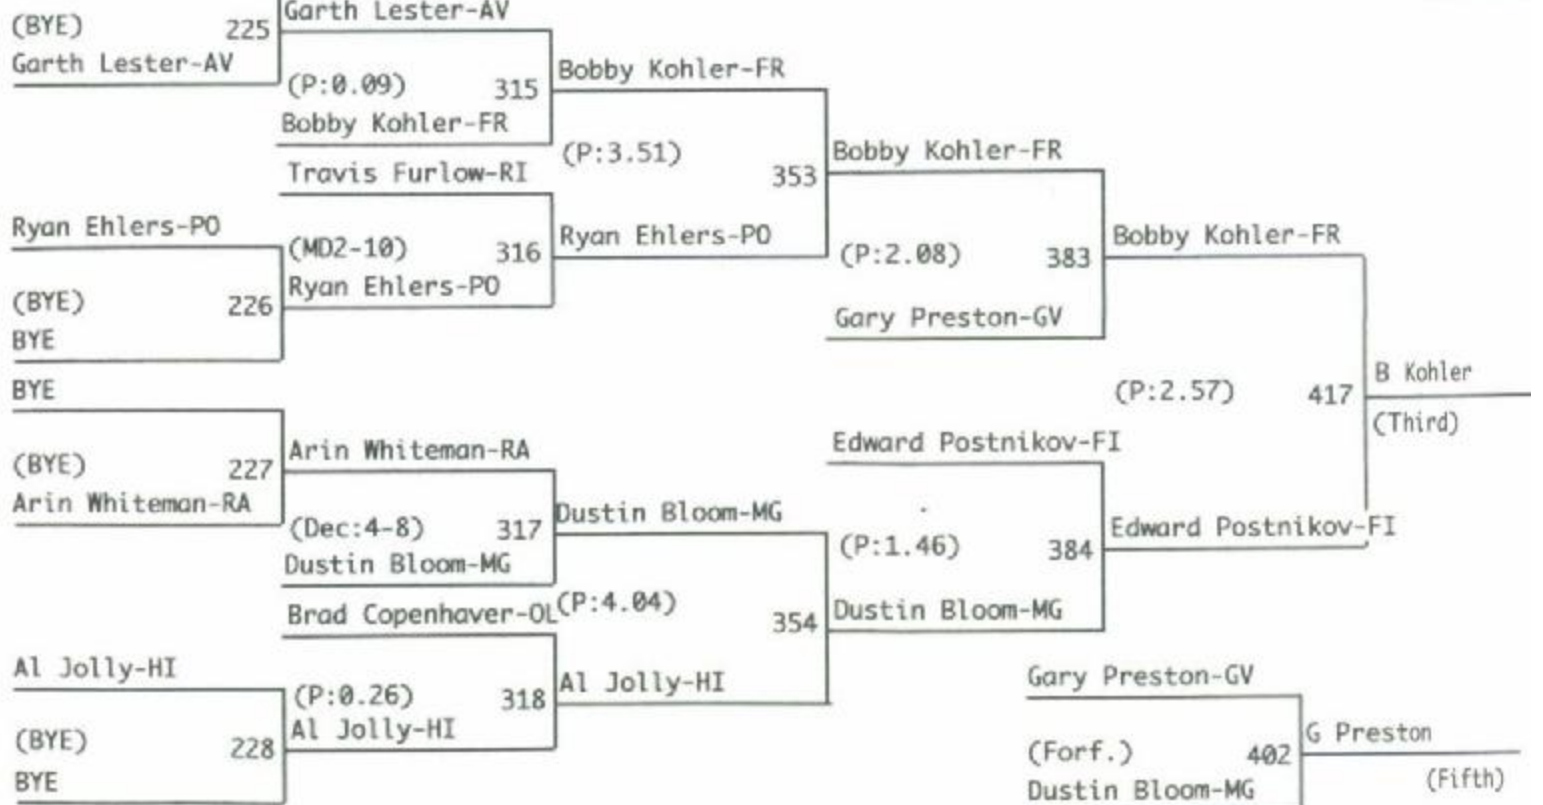 Garth Lester-AV
(BYE) 225
Garth Lester-AV
(P:0.09) 315
Bobby Kohler-FR
Bobby Kohler-FR
(P:3.51) 353
Travis Furlow-RI
Ryan Ehlers-PO
(MD2-10) 316
Ryan Ehlers-PO
Ryan Ehlers-PO
(BYE) 226
BYE
Bobby Kohler-FR
(P:2.08) 383
Gary Preston-GV
Bobby Kohler-FR
(P:2.57) 417
B Kohler
(Third)
BYE
(BYE) 227
Arin Whiteman-RA
Arin Whiteman-RA
(Dec:4-8) 317
Dustin Bloom-MG
Dustin Bloom-MG
(P:4.04) 354
Brad Copenhaver-OL
Al Jolly-HI
(P:0.26) 318
Al Jolly-HI
Al Jolly-HI
(BYE) 228
BYE
Edward Postnikov-FI
(P:1.46) 384
Dustin Bloom-MG
Edward Postnikov-FI
Gary Preston-GV
(Forf.) 402
Dustin Bloom-MG
G Preston
(Fifth)